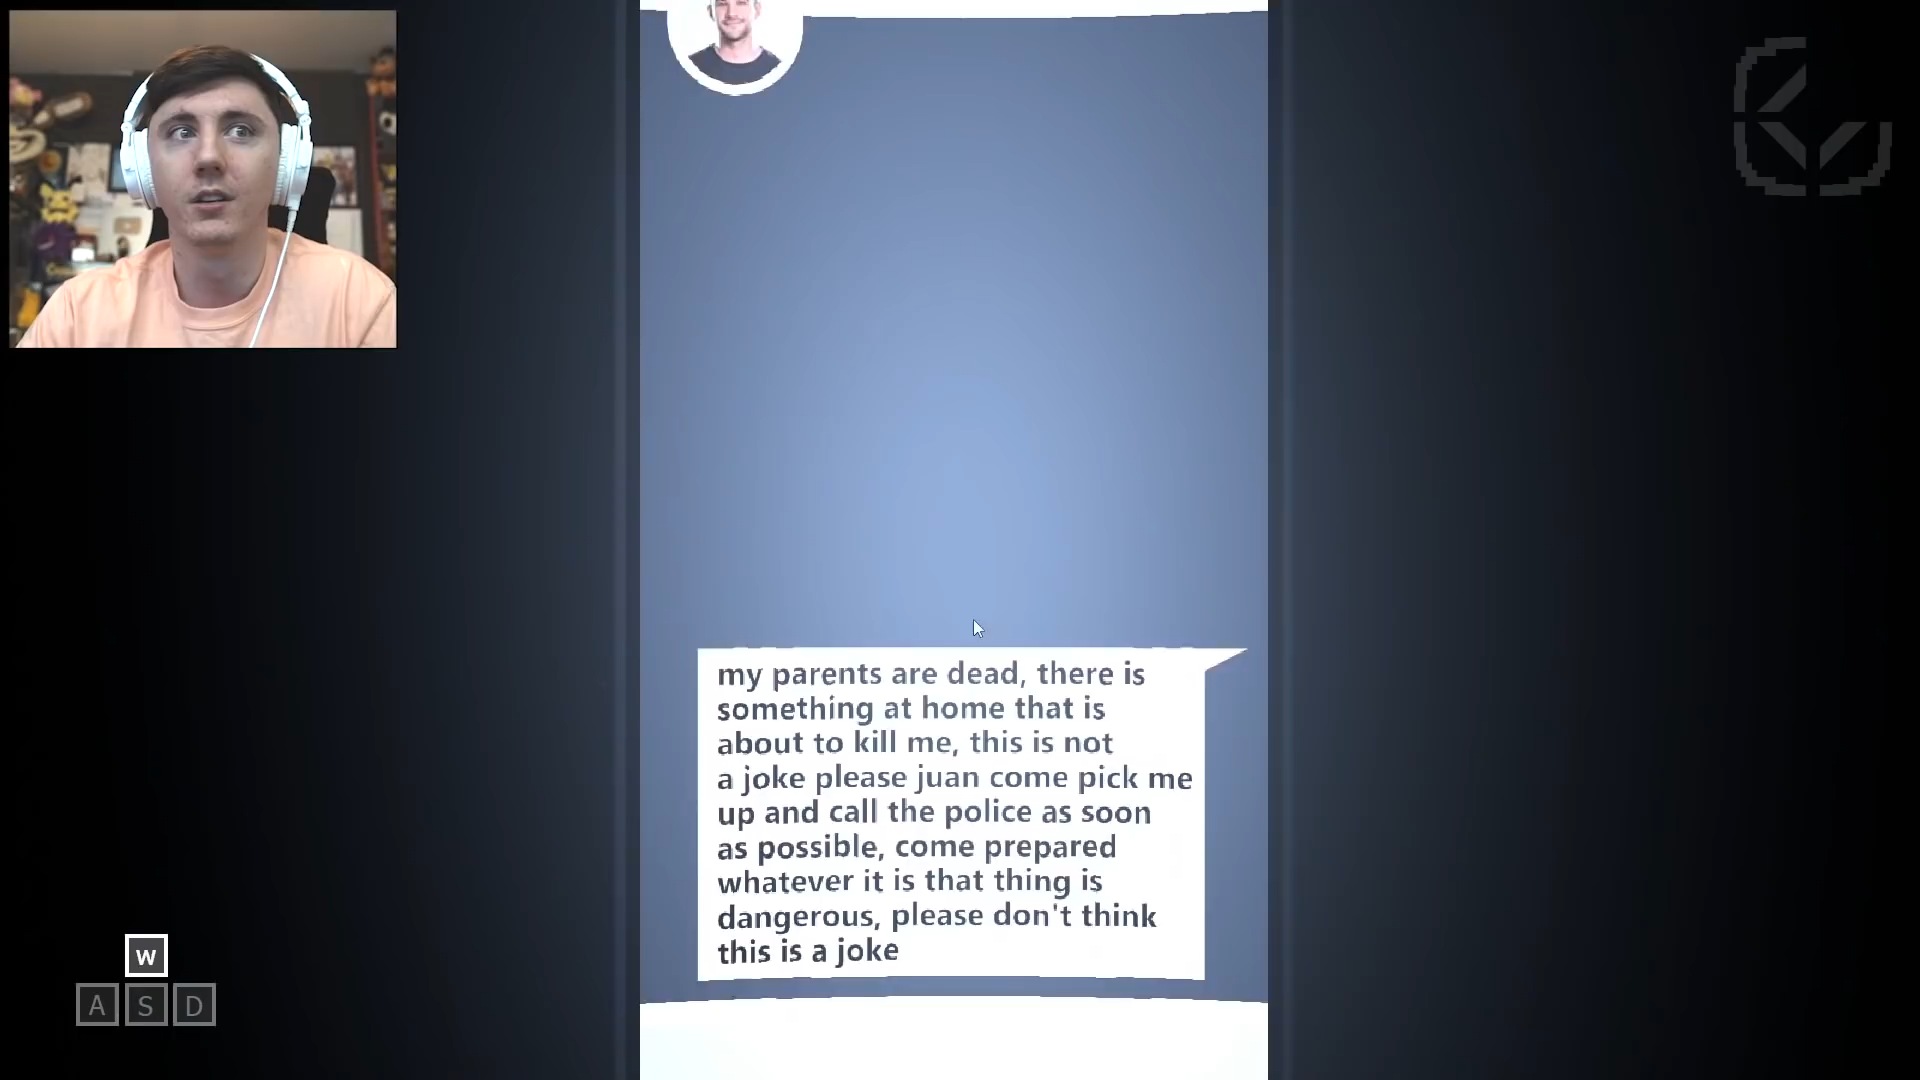 my parents are dead, there is
something at home that is
about to kill me, this is not
a joke please juan come pick me
up and call the police as soon
as possible, come prepared
whatever it is that thing is
dangerous, please don't think
this is a joke
W
A S D